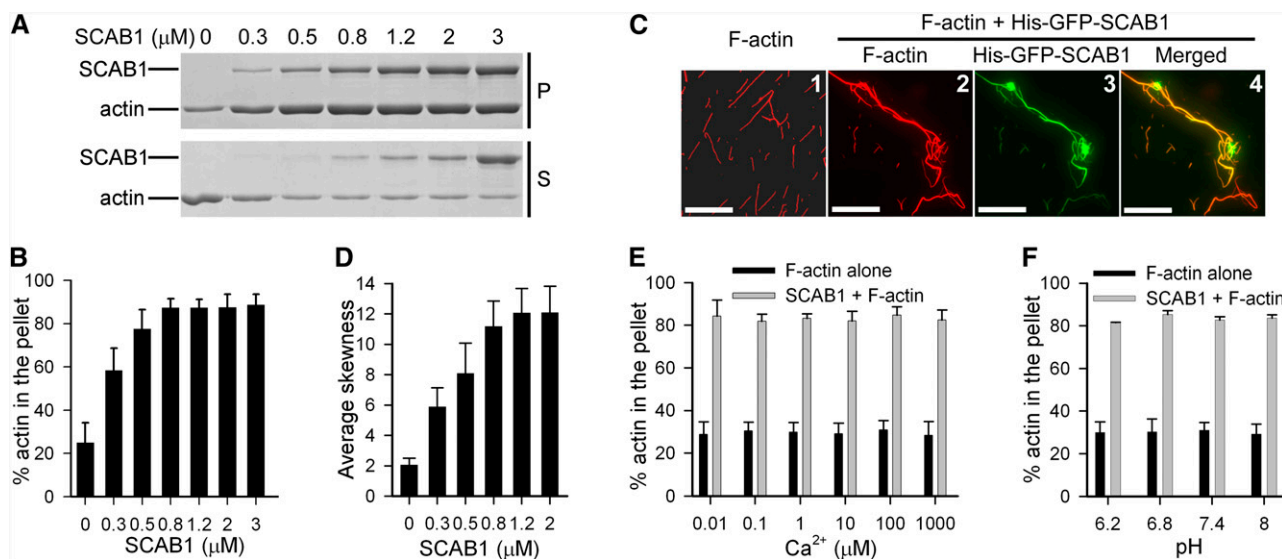 A
SCAB1 (μM) 0 0.3 0.5 0.8 1.2 2 3
SCAB1
actin
P
SCAB1
actin
S
C
F-actin + His-GFP-SCAB1
F-actin
F-actin His-GFP-SCAB1 Merged
1 2 3 4
B
% actin in the pellet
100
80
60
40
20
0
0 0.3 0.5 0.8 1.2 2 3
SCAB1 (μM)
D
Average skewness
14
12
10
8
6
4
2
0
0 0.3 0.5 0.8 1.2 2
SCAB1 (μM)
E
F-actin alone
SCAB1 + F-actin
% actin in the pellet
100
80
60
40
20
0
0.01 0.1 1 10 100 1000
Ca²⁺ (μM)
F
F-actin alone
SCAB1 + F-actin
% actin in the pellet
100
80
60
40
20
0
6.2 6.8 7.4 8
pH